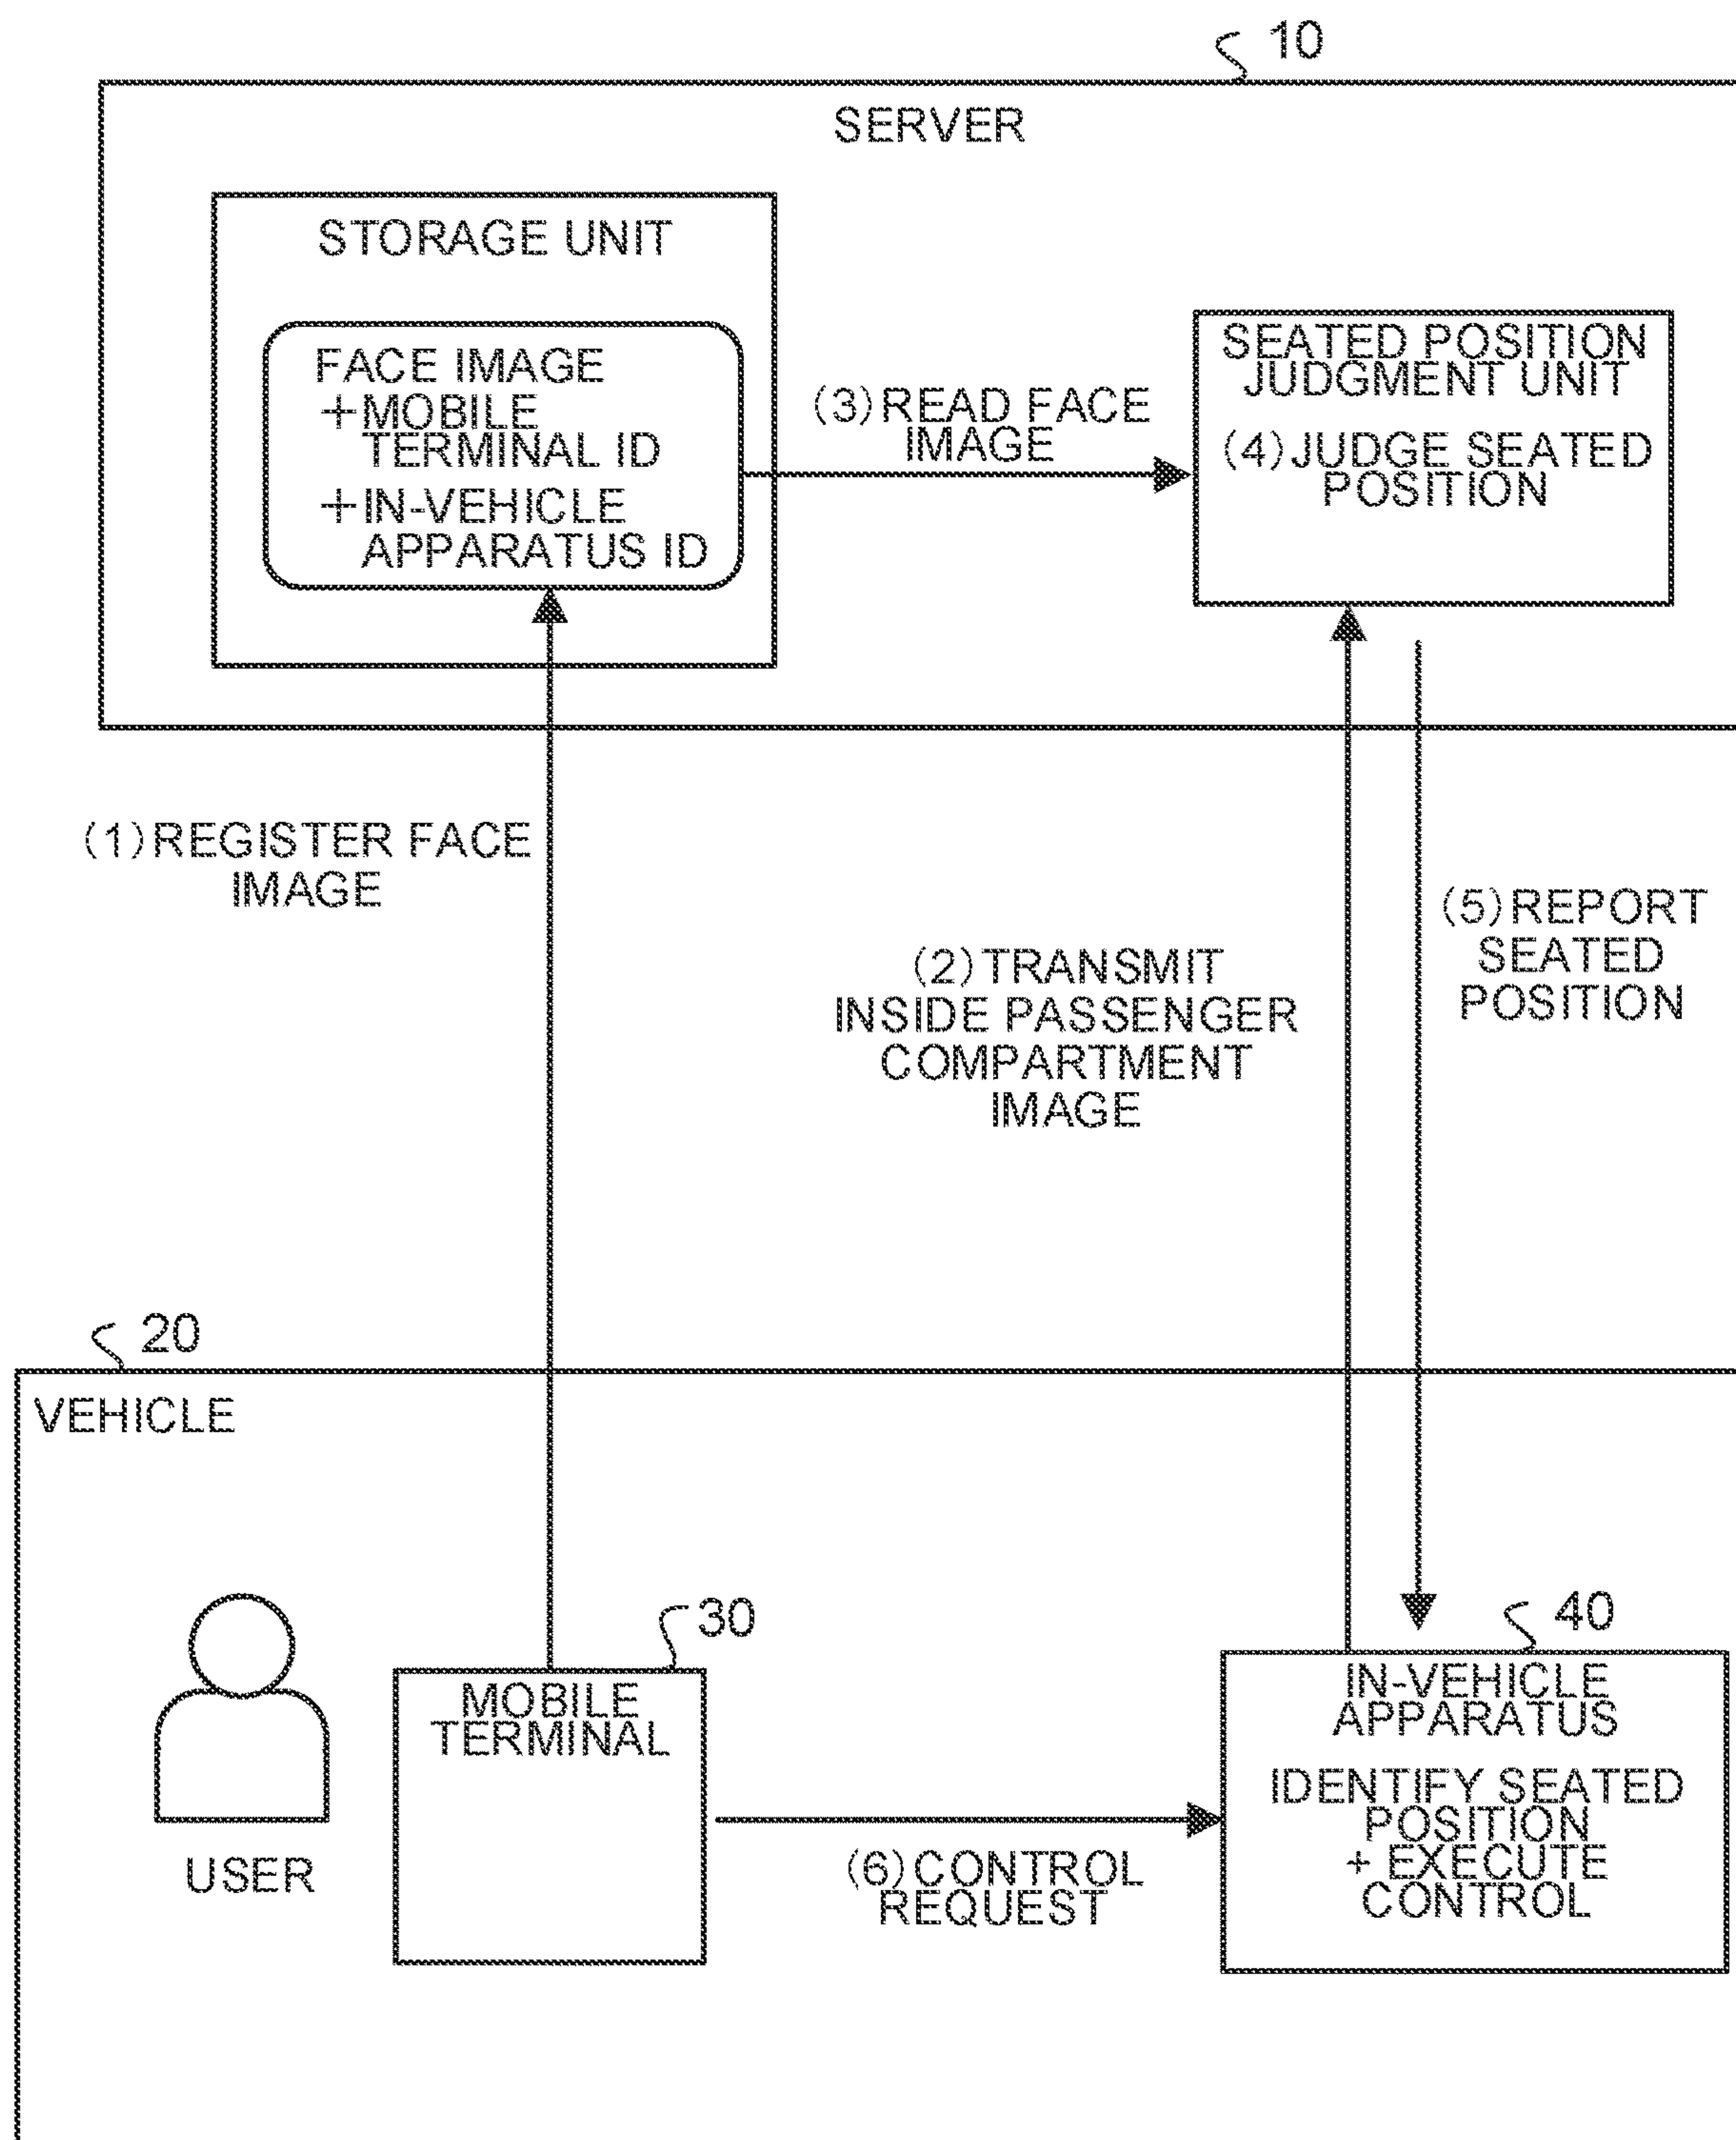 10
SERVER
STORAGE UNIT
FACE IMAGE
+MOBILE
TERMINAL ID
+IN-VEHICLE
APPARATUS ID
(3)READ FACE
IMAGE
SEATED POSITION
JUDGMENT UNIT
(4)JUDGE SEATED
POSITION
(1)REGISTER FACE
IMAGE
(2)TRANSMIT
INSIDE PASSENGER
COMPARTMENT
IMAGE
(5)REPORT
SEATED
POSITION
20
VEHICLE
USER
30
MOBILE
TERMINAL
(6)CONTROL
REQUEST
40
IN-VEHICLE
APPARATUS
IDENTIFY SEATED
POSITION
+ EXECUTE
CONTROL